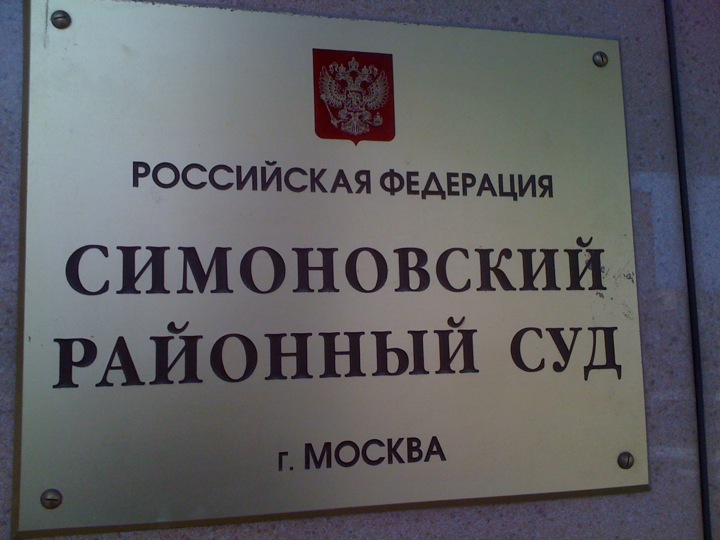 РОССИЙСКАЯ ФЕДЕРАЦИЯ
СИМОНОВСКИЙ
РАЙОННЫЙ СУД
г. МОСКВА